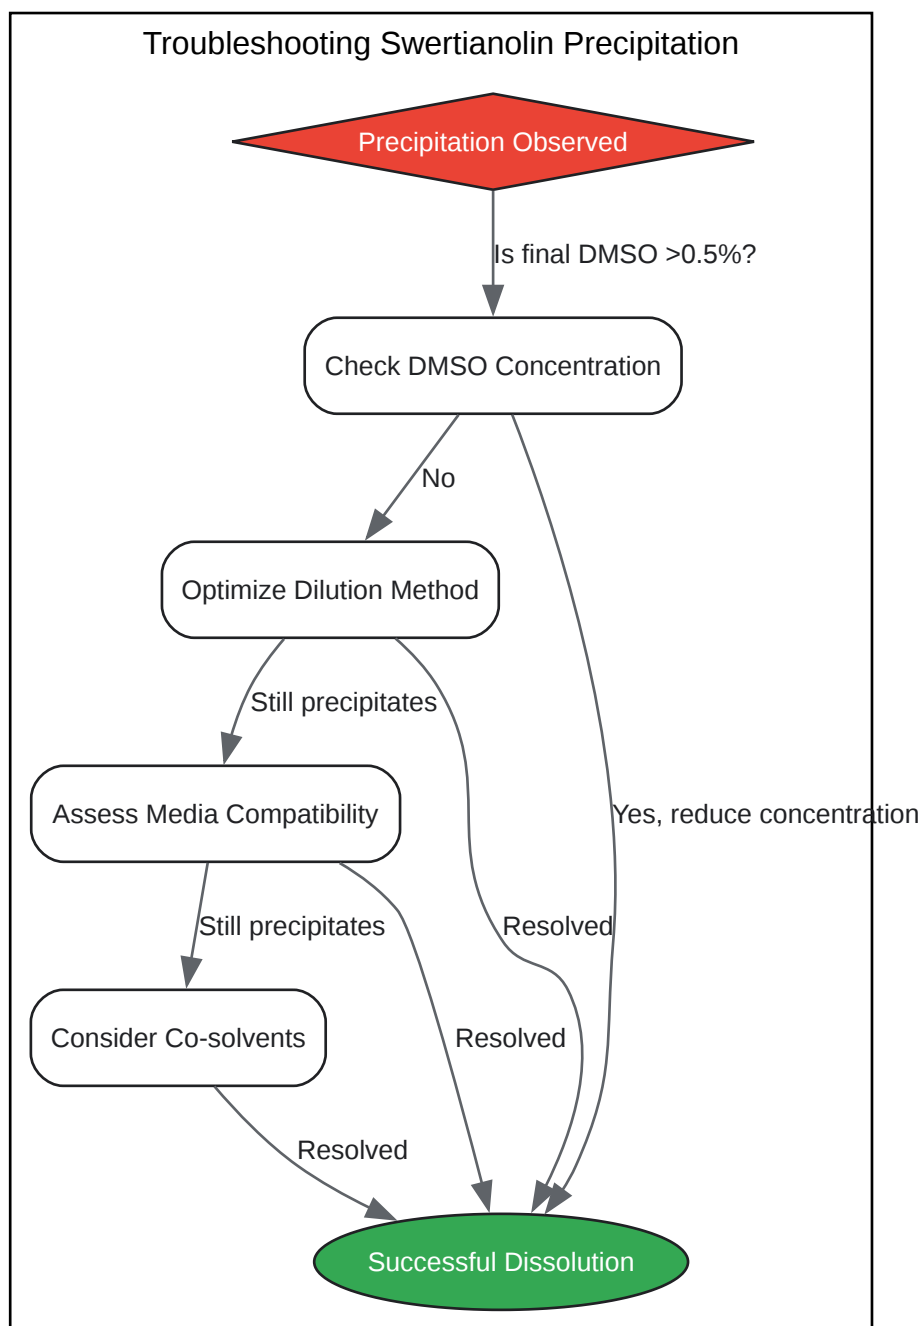 Troubleshooting Swertianolin Precipitation
Precipitation Observed
Is final DMSO >0.5%?
Check DMSO Concentration
No
Optimize Dilution Method
Still precipitates
Assess Media Compatibility
Yes, reduce concentration
Still precipitates
Resolved
Consider Co-solvents
Resolved
Resolved
Successful Dissolution